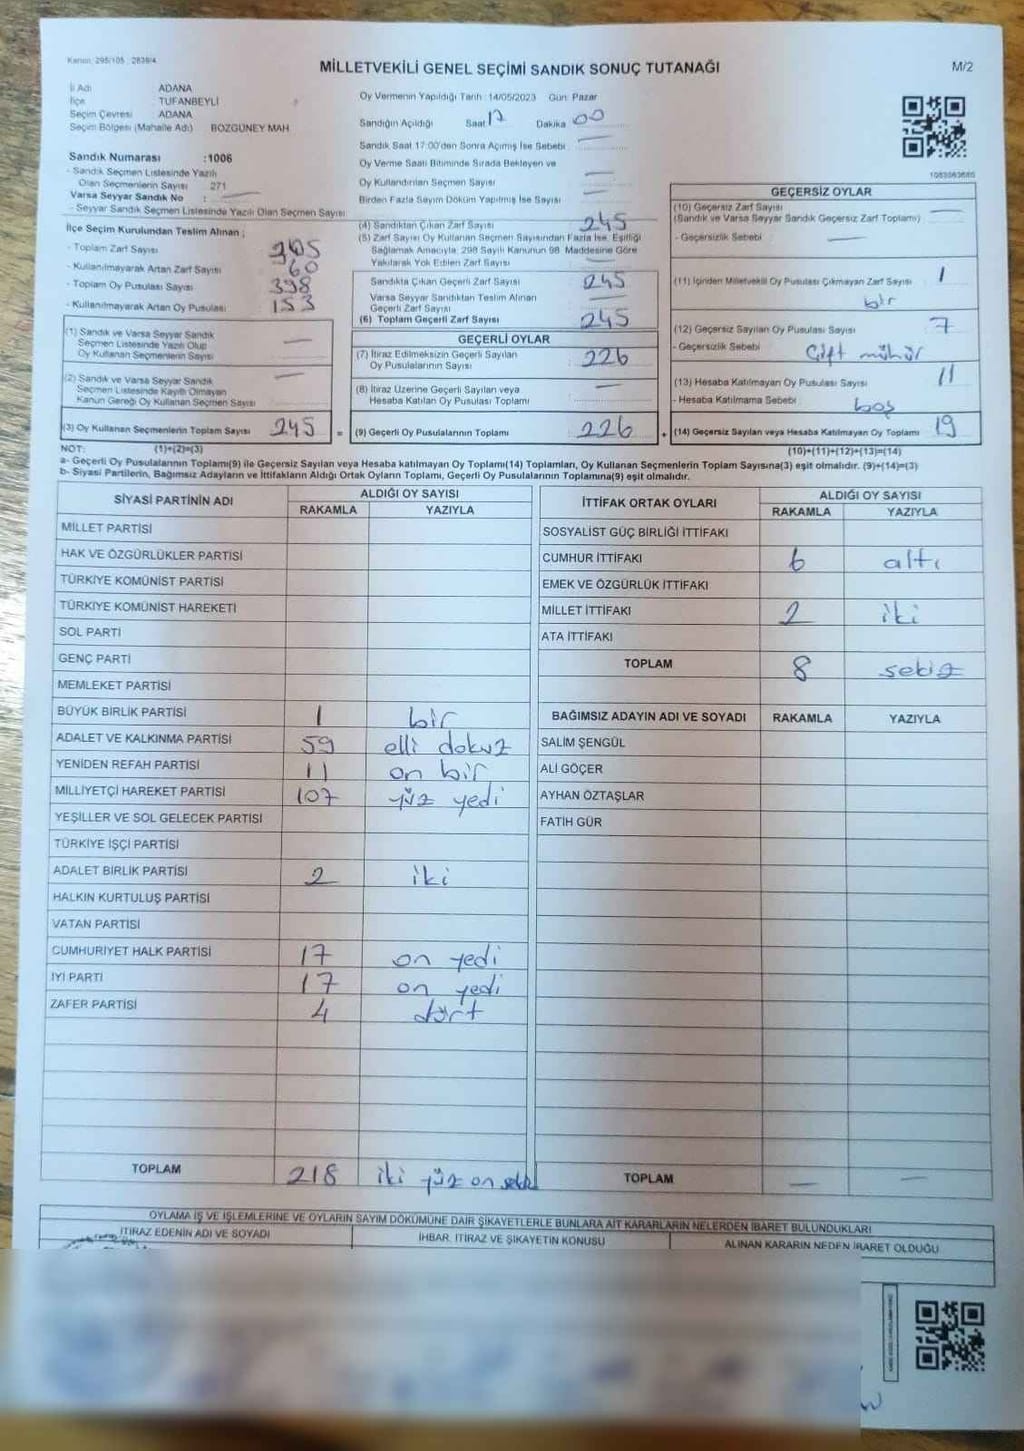 Kanun: 295/105 2839/4
MİLLETVEKİLİ GENEL SEÇİMİ SANDIK SONUÇ TUTANAĞI
M/2
İl Adı ADANA
İlçe TUFANBEYLİ
Seçim Çevresi ADANA
Seçim Bölgesi (Mahalle Adı) BOZGÜNEY MAH
Sandık Numarası :1006
- Sandık Seçmen Listesinde Yazılı
Olan Seçmenlerin Sayısı 271
Varsa Seyyar Sandık No : —
- Seyyar Sandık Seçmen Listesinde Yazılı Olan Seçmen Sayısı
İlçe Seçim Kurulundan Teslim Alınan ;
- Toplam Zarf Sayısı 305
- Kullanılmayarak Artan Zarf Sayısı 60
- Toplam Oy Pusulası Sayısı 398
- Kullanılmayarak Artan Oy Pusulası 153
(1) Sandık ve Varsa Seyyar Sandık
Seçmen Listesinde Yazılı Olup
Oy Kullanan Seçmenlerin Sayısı —
(2) Sandık ve Varsa Seyyar Sandık
Seçmen Listesinde Kayıtlı Olmayan
Kanun Gereği Oy Kullanan Seçmen Sayısı —
(3) Oy Kullanan Seçmenlerin Toplam Sayısı 245 =
Oy Vermenin Yapıldığı Tarih :14/05/2023 Gün: Pazar
Sandığın Açıldığı Saat 17 Dakika 00
Sandık Saat 17:00'den Sonra Açılmış İse Sebebi —
Oy Verme Saati Bitiminde Sırada Bekleyen ve
Oy Kullandırılan Seçmen Sayısı —
Birden Fazla Sayım Döküm Yapılmış İse Sayısı —
(4) Sandıktan Çıkan Zarf Sayısı 245
(5) Zarf Sayısı Oy Kullanan Seçmen Sayısından Fazla İse, Eşitliği
Sağlamak Amacıyla, 298 Sayılı Kanunun 98. Maddesine Göre
Yakılarak Yok Edilen Zarf Sayısı —
Sandıkta Çıkan Geçerli Zarf Sayısı 245
Varsa Seyyar Sandıktan Teslim Alınan
Geçerli Zarf Sayısı —
(6) Toplam Geçerli Zarf Sayısı 245
GEÇERLİ OYLAR
(7) İtiraz Edilmeksizin Geçerli Sayılan
Oy Pusulalarının Sayısı 226
(8) İtiraz Üzerine Geçerli Sayılan veya
Hesaba Katılan Oy Pusulası Toplamı —
(9) Geçerli Oy Pusulalarının Toplamı 226 +
1083963680
GEÇERSİZ OYLAR
(10) Geçersiz Zarf Sayısı —
(Sandık ve Varsa Seyyar Sandık Geçersiz Zarf Toplamı)
- Geçersizlik Sebebi : —
(11) İçinden Milletvekili Oy Pusulası Çıkmayan Zarf Sayısı 1
bir
(12) Geçersiz Sayılan Oy Pusulası Sayısı 7
- Geçersizlik Sebebi Çift mühür
(13) Hesaba Katılmayan Oy Pusulası Sayısı 11
- Hesaba Katılmama Sebebi boş
(14) Geçersiz Sayılan veya Hesaba Katılmayan Oy Toplamı 19
NOT: (1)+(2)=(3) (10)+(11)+(12)+(13)=(14)
a- Geçerli Oy Pusulalarının Toplamı(9) ile Geçersiz Sayılan veya Hesaba katılmayan Oy Toplamı(14) Toplamları, Oy Kullanan Seçmenlerin Toplam Sayısına(3) eşit olmalıdır. (9)+(14)=(3)
b- Siyasi Partilerin, Bağımsız Adayların ve İttifakların Aldığı Ortak Oyların Toplamı, Geçerli Oy Pusulalarının Toplamına(9) eşit olmalıdır.
SİYASİ PARTİNİN ADI ALDIĞI OY SAYISI
RAKAMLA YAZIYLA
MİLLET PARTİSİ
HAK VE ÖZGÜRLÜKLER PARTİSİ
TÜRKİYE KOMÜNİST PARTİSİ
TÜRKİYE KOMÜNİST HAREKETİ
SOL PARTİ
GENÇ PARTİ
MEMLEKET PARTİSİ
BÜYÜK BİRLİK PARTİSİ 1 bir
ADALET VE KALKINMA PARTİSİ 59 elli dokuz
YENİDEN REFAH PARTİSİ 11 on bir
MİLLİYETÇİ HAREKET PARTİSİ 107 yüz yedi
YEŞİLLER VE SOL GELECEK PARTİSİ
TÜRKİYE İŞÇİ PARTİSİ
ADALET BİRLİK PARTİSİ 2 iki
HALKIN KURTULUŞ PARTİSİ
VATAN PARTİSİ
CUMHURİYET HALK PARTİSİ 17 on yedi
İYİ PARTİ 17 on yedi
ZAFER PARTİSİ 4 dört
TOPLAM 218 iki yüz on sekiz
İTTİFAK ORTAK OYLARI ALDIĞI OY SAYISI
RAKAMLA YAZIYLA
SOSYALİST GÜÇ BİRLİĞİ İTTİFAKI
CUMHUR İTTİFAKI 6 altı
EMEK VE ÖZGÜRLÜK İTTİFAKI
MİLLET İTTİFAKI 2 iki
ATA İTTİFAKI
TOPLAM 8 sekiz
BAĞIMSIZ ADAYIN ADI VE SOYADI RAKAMLA YAZIYLA
SALİM ŞENGÜL
ALİ GÖÇER
AYHAN ÖZTAŞLAR
FATİH GÜR
TOPLAM — —
OYLAMA İŞ VE İŞLEMLERİNE VE OYLARIN SAYIM DÖKÜMÜNE DAİR ŞİKAYETLERLE BUNLARA AİT KARARLARIN NELERDEN İBARET BULUNDUKLARI
İTİRAZ EDENİN ADI VE SOYADI İHBAR, İTİRAZ VE ŞİKAYETİN KONUSU ALINAN KARARIN NEDEN İBARET OLDUĞU